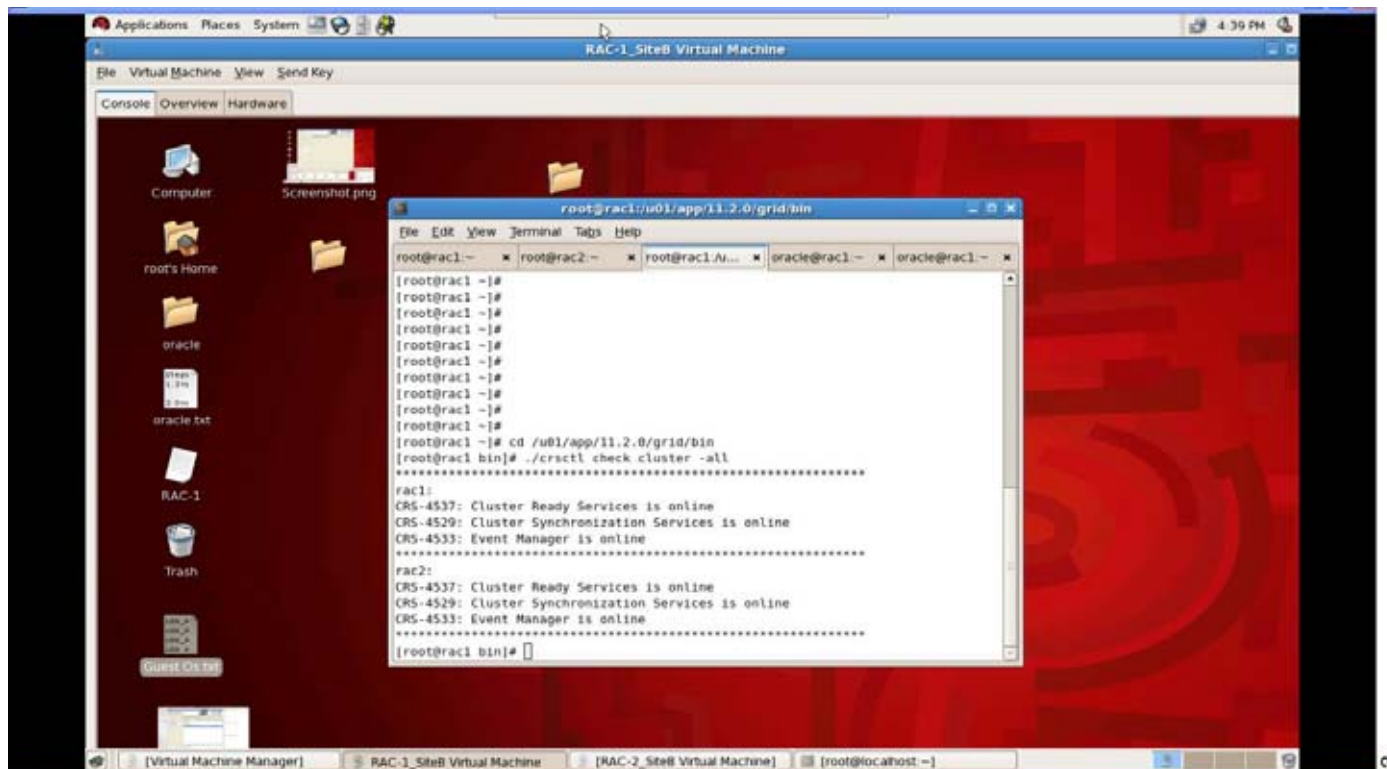 Applications Places System
4:39 PM
RAC-1_SiteB Virtual Machine
File Virtual Machine View Send Key
Console Overview Hardware
Computer
Screenshot.png
root's Home
oracle
oracle.txt
RAC-1
Trash
Guest Os.txt
root@rac1:/u01/app/11.2.0/grid/bin
File Edit View Terminal Tabs Help
root@rac1:~ root@rac2:~ root@rac1:/u... oracle@rac1:~ oracle@rac1:~
[root@rac1 ~]#
[root@rac1 ~]#
[root@rac1 ~]#
[root@rac1 ~]#
[root@rac1 ~]#
[root@rac1 ~]#
[root@rac1 ~]#
[root@rac1 ~]#
[root@rac1 ~]#
[root@rac1 ~]#
[root@rac1 ~]# cd /u01/app/11.2.0/grid/bin
[root@rac1 bin]# ./crsctl check cluster -all
**************************************************************
rac1:
CRS-4537: Cluster Ready Services is online
CRS-4529: Cluster Synchronization Services is online
CRS-4533: Event Manager is online
**************************************************************
rac2:
CRS-4537: Cluster Ready Services is online
CRS-4529: Cluster Synchronization Services is online
CRS-4533: Event Manager is online
**************************************************************
[root@rac1 bin]#
[Virtual Machine Manager] RAC-1_SiteB Virtual Machine [RAC-2_SiteB Virtual Machine] [root@localhost:~]